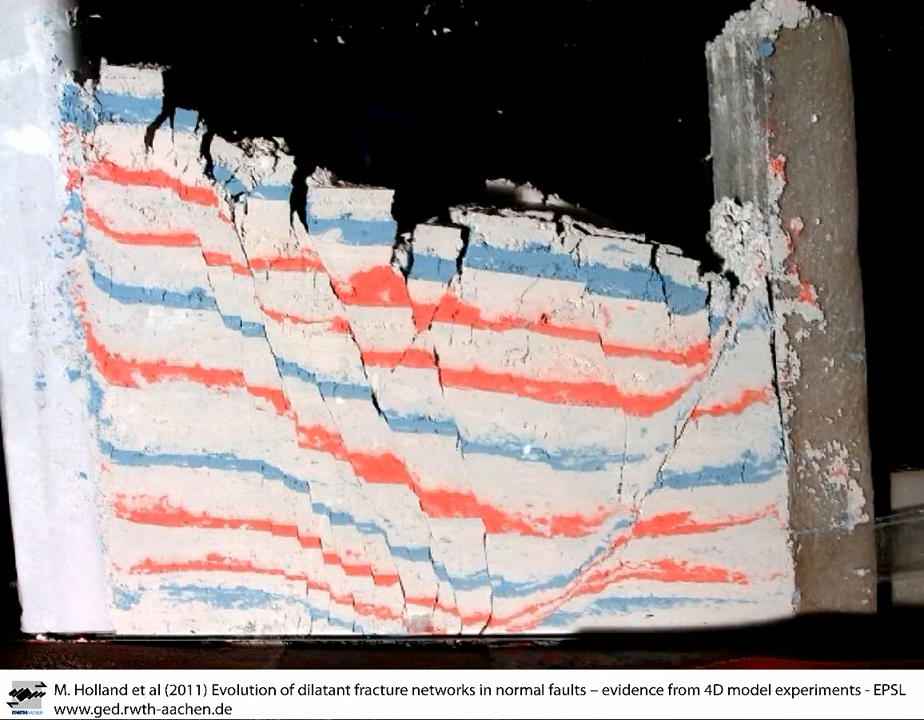 M. Holland et al (2011) Evolution of dilatant fracture networks in normal faults – evidence from 4D model experiments - EPSL
www.ged.rwth-aachen.de
RWTHAACHEN